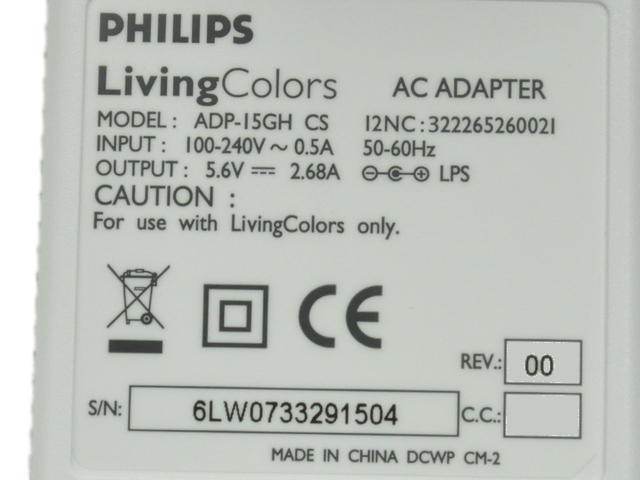 PHILIPS
LivingColors AC ADAPTER
MODEL : ADP-15GH CS 12NC : 322265260021
INPUT : 100-240V ~ 0.5A 50-60Hz
OUTPUT : 5.6V ⎓ 2.68A LPS
CAUTION :
For use with LivingColors only.
CE
REV.: 00
S/N: 6LW0733291504 C.C.:
MADE IN CHINA DCWP CM-2